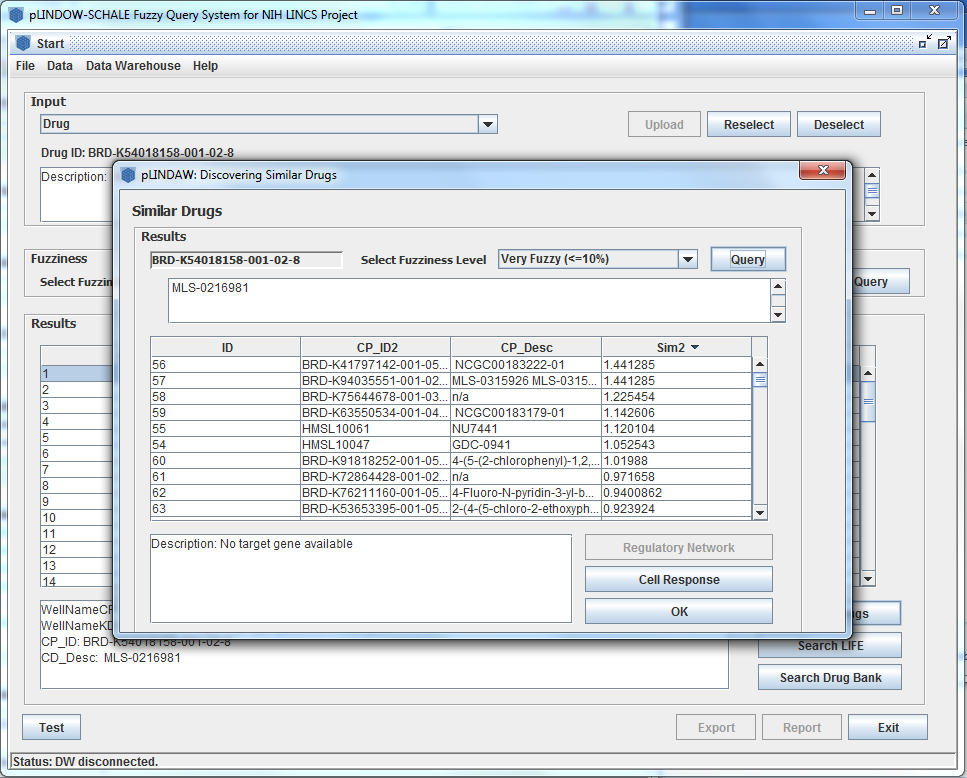 pLINDOW-SCHALE Fuzzy Query System for NIH LINCS Project
Start
File Data Data Warehouse Help
Input
Drug
Upload Reselect Deselect
Drug ID: BRD-K54018158-001-02-8
Description:
pLINDAW: Discovering Similar Drugs
Similar Drugs
Results
BRD-K54018158-001-02-8 Select Fuzziness Level Very Fuzzy (<=10%) Query
MLS-0216981
ID CP_ID2 CP_Desc Sim2
56 BRD-K41797142-001-05... NCGC00183222-01 1.441285
57 BRD-K94035551-001-02... MLS-0315926 MLS-0315... 1.441285
58 BRD-K75644678-001-03... n/a 1.225454
59 BRD-K63550534-001-04... NCGC00183179-01 1.142606
55 HMSL10061 NU7441 1.120104
54 HMSL10047 GDC-0941 1.052543
60 BRD-K91818252-001-05... 4-(5-(2-chlorophenyl)-1,2,... 1.01988
61 BRD-K72864428-001-02... n/a 0.971658
62 BRD-K76211160-001-05... 4-Fluoro-N-pyridin-3-yl-b... 0.9400862
63 BRD-K53653395-001-05... 2-(4-(5-chloro-2-ethoxyph... 0.923924
Description: No target gene available
Regulatory Network
Cell Response
OK
Fuzziness
Select Fuzzin
Query
Results
1
2
3
4
5
6
7
8
9
10
11
12
13
14
WellNameCP
WellNameKD
CP_ID: BRD-K54018158-001-02-8
CD_Desc: MLS-0216981
ugs
Search LIFE
Search Drug Bank
Test Export Report Exit
Status: DW disconnected.